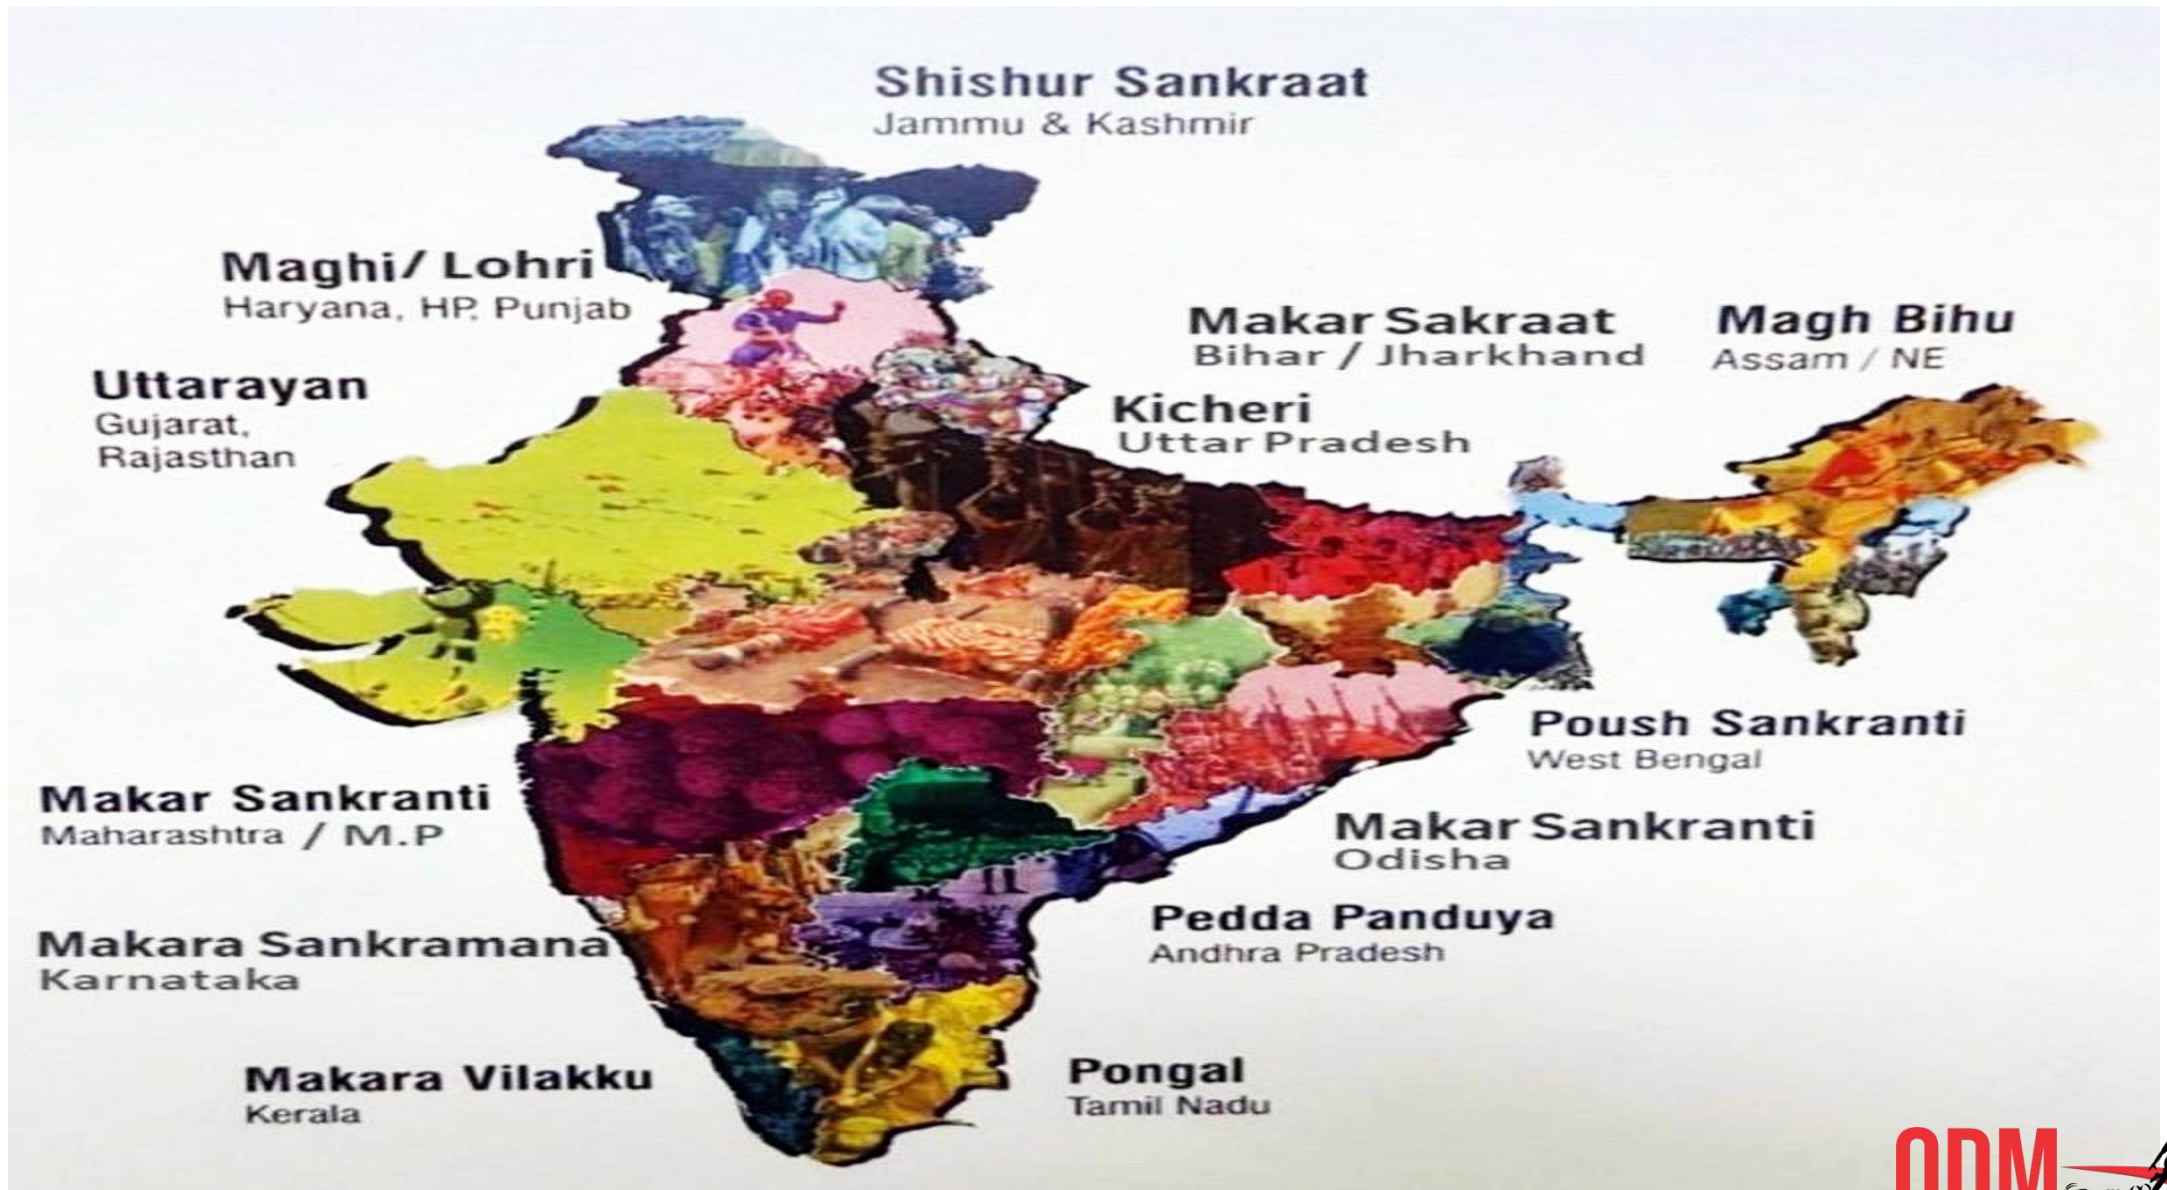 Shishur Sankraat
Jammu & Kashmir
Maghi/ Lohri
Haryana, HP, Punjab
Makar Sakraat
Bihar / Jharkhand
Magh Bihu
Assam / NE
Uttarayan
Gujarat,
Rajasthan
Kicheri
Uttar Pradesh
Poush Sankranti
West Bengal
Makar Sankranti
Maharashtra / M.P
Makar Sankranti
Odisha
Pedda Panduya
Andhra Pradesh
Makara Sankramana
Karnataka
Makara Vilakku
Kerala
Pongal
Tamil Nadu
ODM